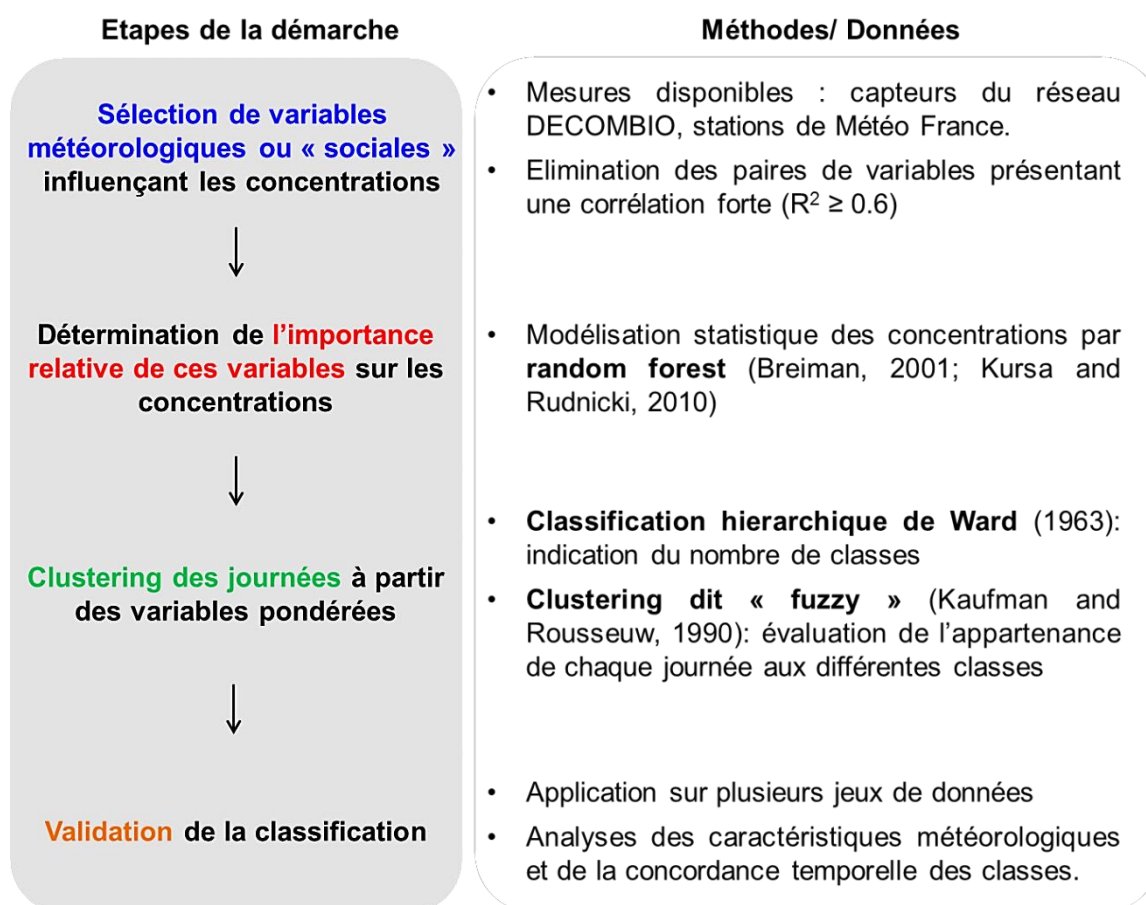 Etapes de la démarche
Méthodes/ Données
Sélection de variables
météorologiques ou « sociales »
influençant les concentrations
• Mesures disponibles : capteurs du réseau
DECOMBIO, stations de Météo France.
• Elimination des paires de variables présentant
une corrélation forte (R² ≥ 0.6)
Détermination de l’importance
relative de ces variables sur les
concentrations
• Modélisation statistique des concentrations par
random forest (Breiman, 2001; Kursa and
Rudnicki, 2010)
Clustering des journées à partir
des variables pondérées
• Classification hierarchique de Ward (1963):
indication du nombre de classes
• Clustering dit « fuzzy » (Kaufman and
Rousseuw, 1990): évaluation de l’appartenance
de chaque journée aux différentes classes
Validation de la classification
• Application sur plusieurs jeux de données
• Analyses des caractéristiques météorologiques
et de la concordance temporelle des classes.